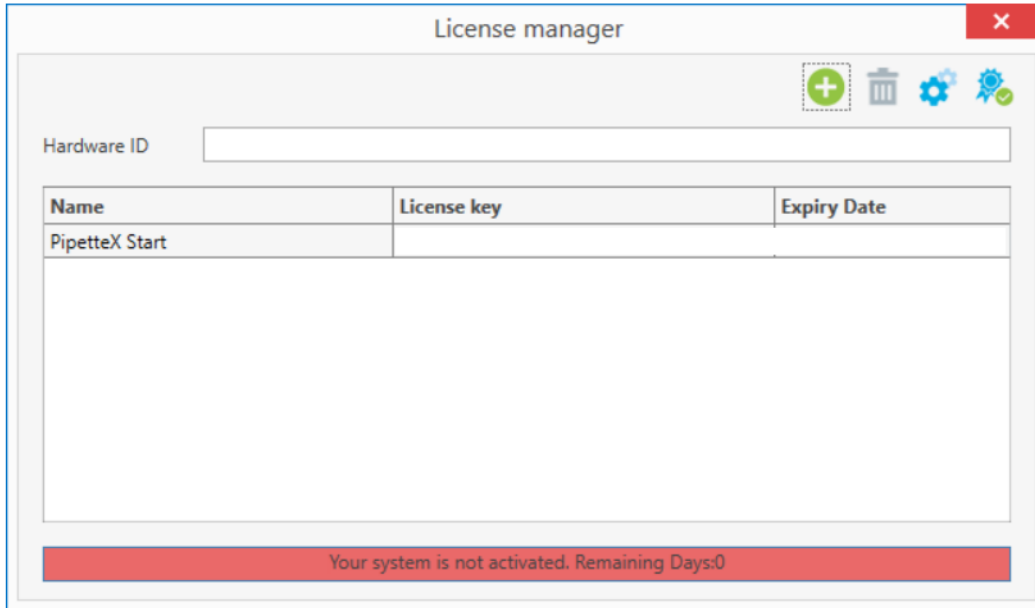 License manager
Hardware ID
Name License key Expiry Date
PipetteX Start
Your system is not activated. Remaining Days:0